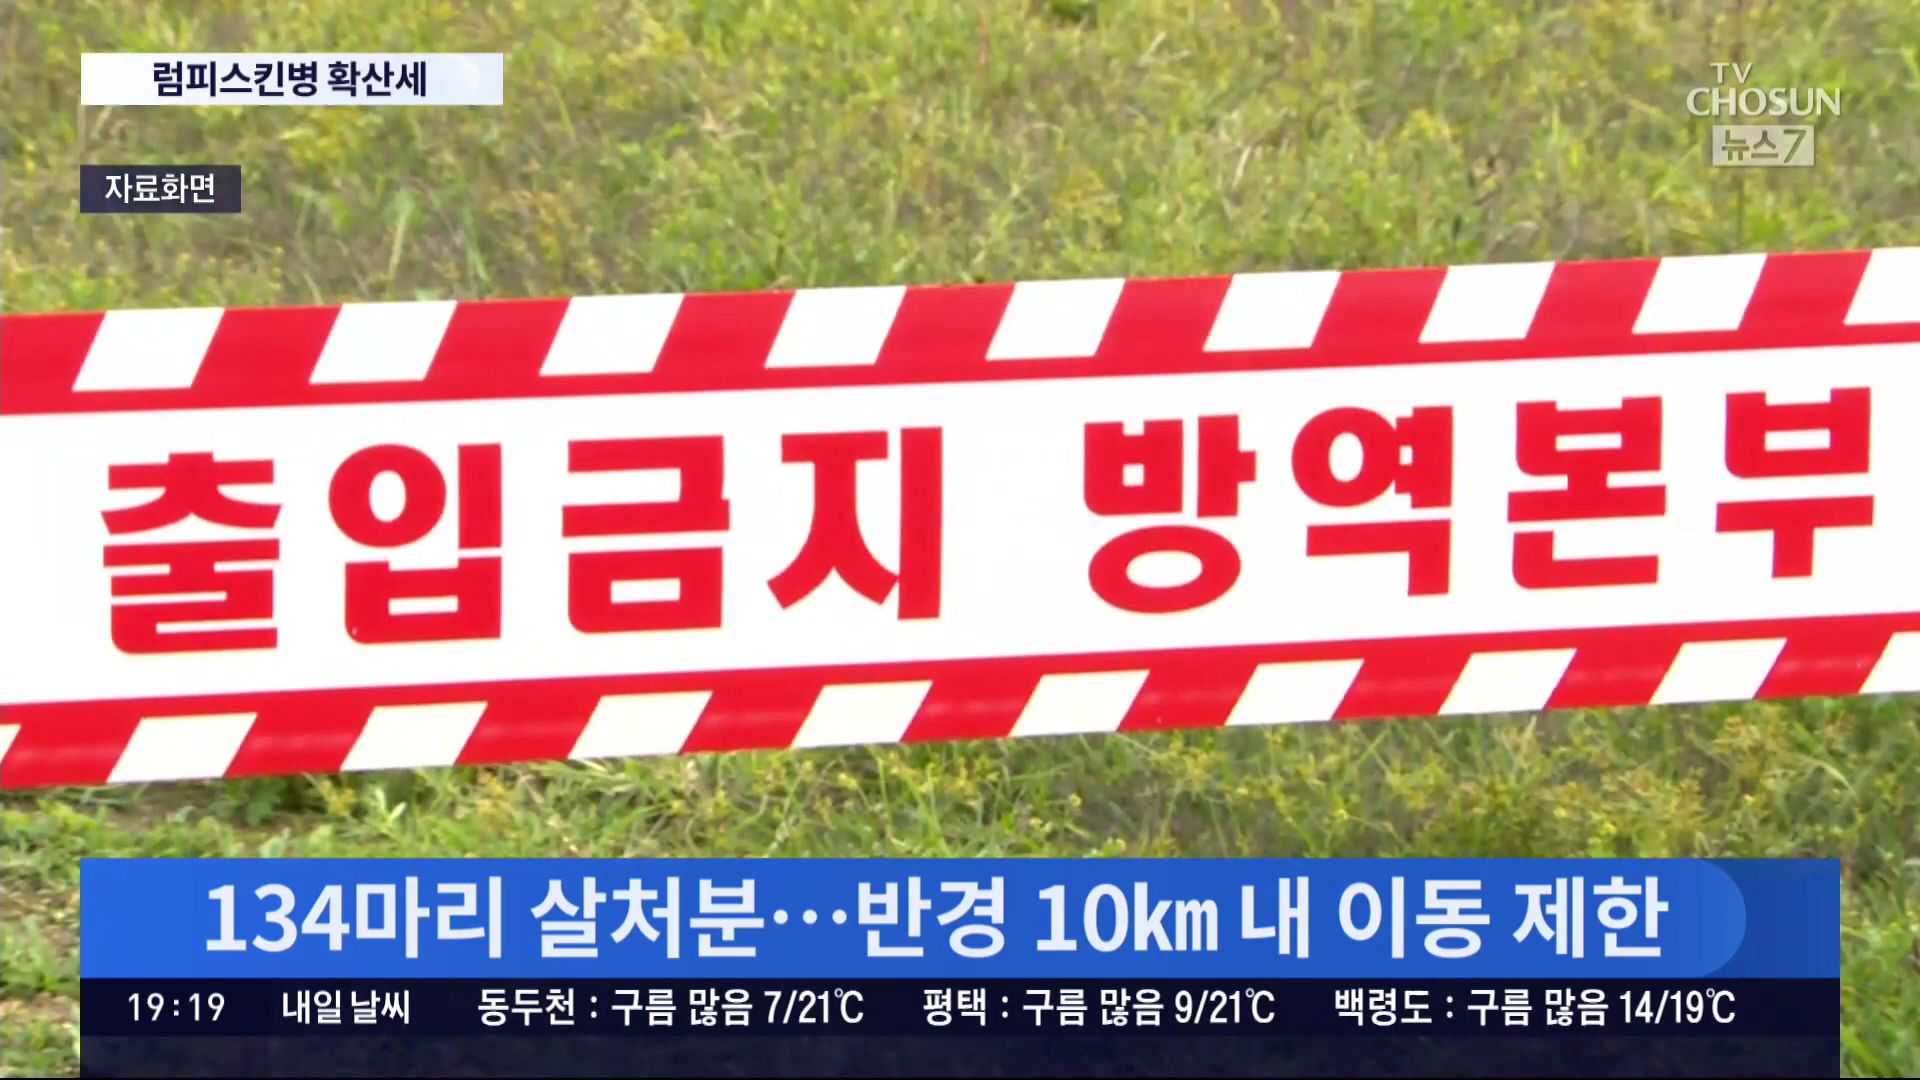 럼피스킨병 확산세
TV
CHOSUN
뉴스7
자료화면
출입금지 방역본부
134마리 살처분…반경 10㎞ 내 이동 제한
19:19 내일 날씨 동두천 : 구름 많음 7/21℃ 평택 : 구름 많음 9/21℃ 백령도 : 구름 많음 14/19℃